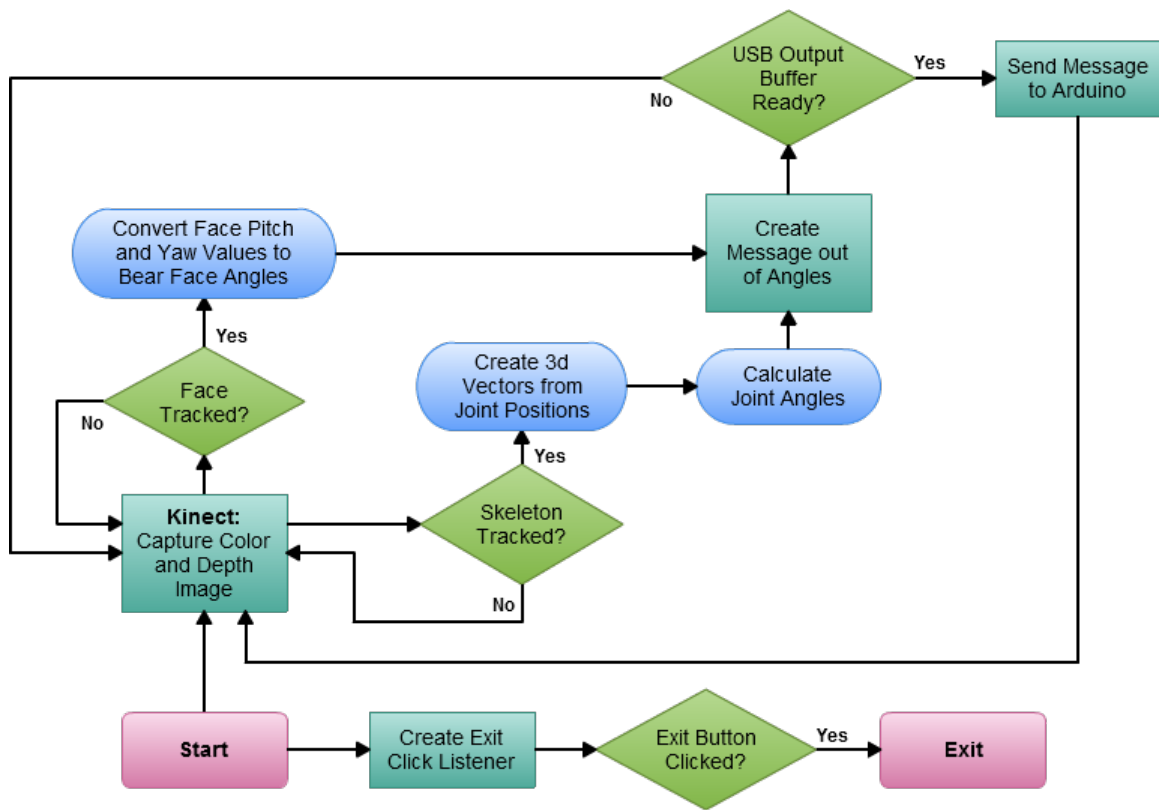 USB Output
Buffer
Ready?
Yes
No
Send Message
to Arduino
Convert Face Pitch
and Yaw Values to
Bear Face Angles
Create
Message out
of Angles
Yes
Face
Tracked?
No
Create 3d
Vectors from
Joint Positions
Calculate
Joint Angles
Yes
Kinect:
Capture Color
and Depth
Image
Skeleton
Tracked?
No
Start
Create Exit
Click Listener
Exit Button
Clicked?
Yes
Exit